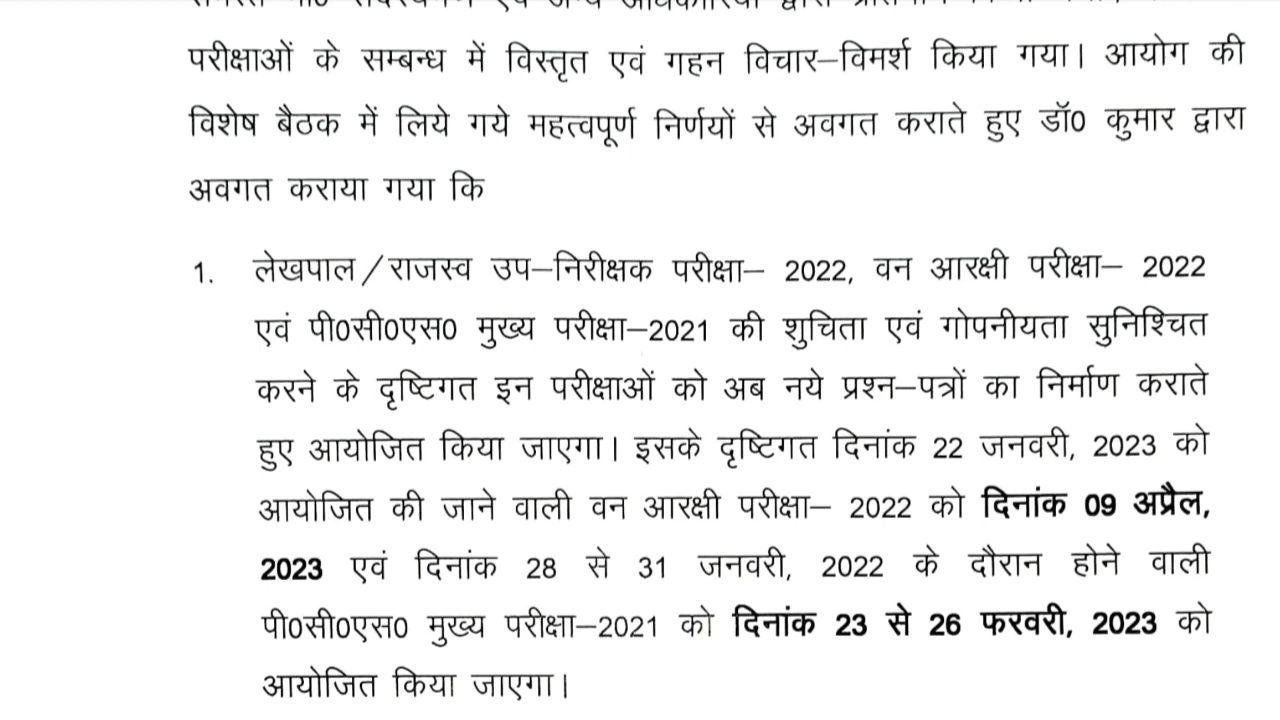 परीक्षाओं के सम्बन्ध में विस्तृत एवं गहन विचार–विमर्श किया गया। आयोग की
विशेष बैठक में लिये गये महत्वपूर्ण निर्णयों से अवगत कराते हुए डॉ0 कुमार द्वारा
अवगत कराया गया कि
1. लेखपाल/राजस्व उप–निरीक्षक परीक्षा– 2022, वन आरक्षी परीक्षा– 2022
एवं पी0सी0एस0 मुख्य परीक्षा–2021 की शुचिता एवं गोपनीयता सुनिश्चित
करने के दृष्टिगत इन परीक्षाओं को अब नये प्रश्न–पत्रों का निर्माण कराते
हुए आयोजित किया जाएगा। इसके दृष्टिगत दिनांक 22 जनवरी, 2023 को
आयोजित की जाने वाली वन आरक्षी परीक्षा– 2022 को दिनांक 09 अप्रैल,
2023 एवं दिनांक 28 से 31 जनवरी, 2022 के दौरान होने वाली
पी0सी0एस0 मुख्य परीक्षा–2021 को दिनांक 23 से 26 फरवरी, 2023 को
आयोजित किया जाएगा।